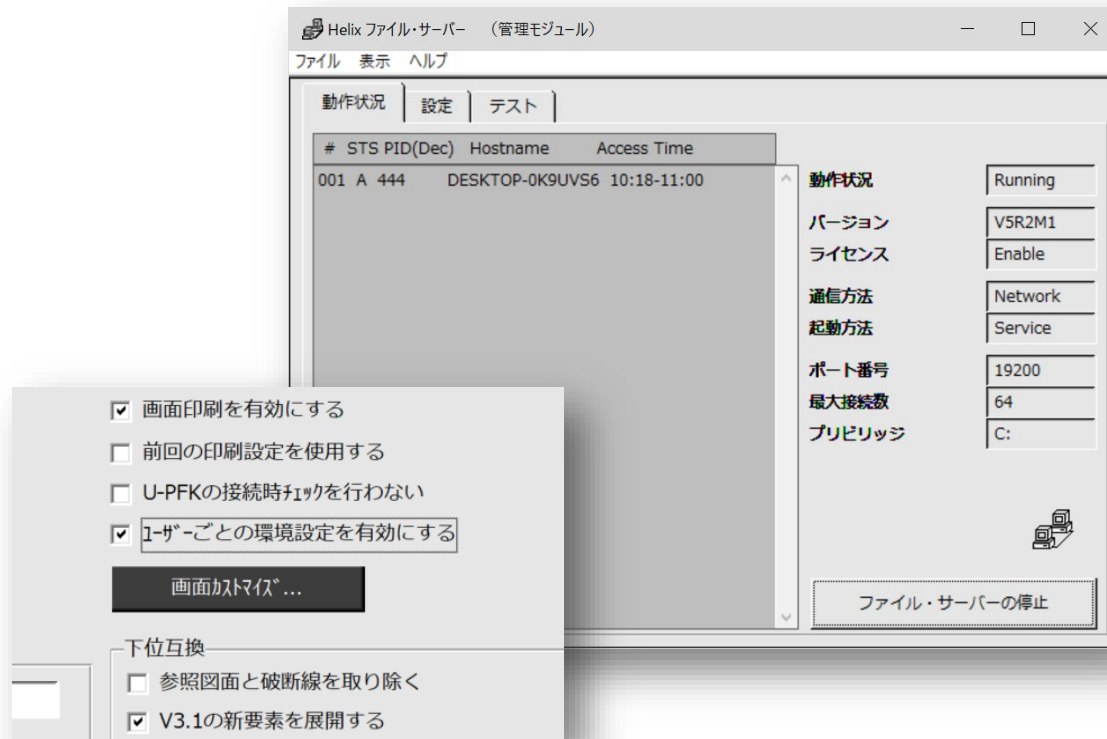 Helix ファイル・サーバー （管理モジュール）
ファイル 表示 ヘルプ
動作状況 設定 テスト
# STS PID(Dec) Hostname Access Time
001 A 444 DESKTOP-0K9UVS6 10:18-11:00
動作状況 Running
バージョン V5R2M1
ライセンス Enable
通信方法 Network
起動方法 Service
ポート番号 19200
最大接続数 64
プリビリッジ C:
ファイル・サーバーの停止
画面印刷を有効にする
前回の印刷設定を使用する
U-PFKの接続時ﾁｪｯｸを行わない
ﾕｰｻﾞｰごとの環境設定を有効にする
画面ｶｽﾄﾏｲｽﾞ...
下位互換
参照図面と破断線を取り除く
V3.1の新要素を展開する